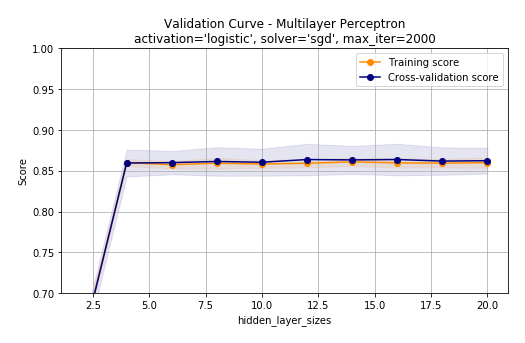 Validation Curve - Multilayer Perceptron
activation='logistic', solver='sgd', max_iter=2000
Training score
Cross-validation score
1.00
0.95
0.90
0.85
0.80
0.75
0.70
Score
2.5 5.0 7.5 10.0 12.5 15.0 17.5 20.0
hidden_layer_sizes